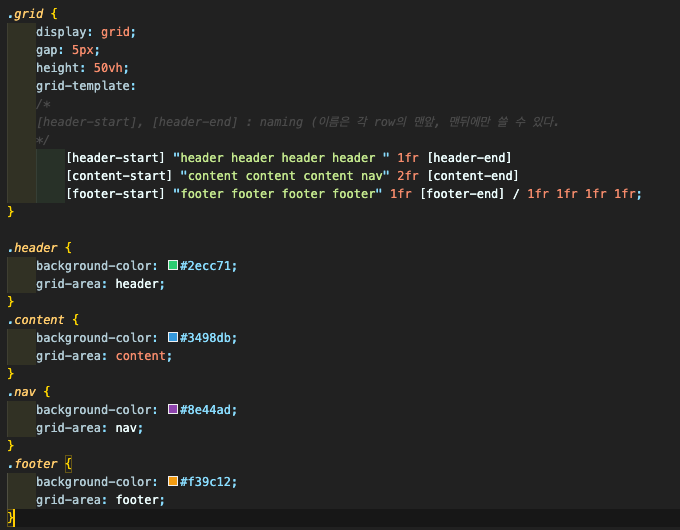 .grid {
    display: grid;
    gap: 5px;
    height: 50vh;
    grid-template:
    /*
    [header-start], [header-end] : naming (이름은 각 row의 맨앞, 맨뒤에만 쓸 수 있다.
    */
        [header-start] "header header header header " 1fr [header-end]
        [content-start] "content content content nav" 2fr [content-end]
        [footer-start] "footer footer footer footer" 1fr [footer-end] / 1fr 1fr 1fr 1fr;
}

.header {
    background-color: #2ecc71;
    grid-area: header;
}
.content {
    background-color: #3498db;
    grid-area: content;
}
.nav {
    background-color: #8e44ad;
    grid-area: nav;
}
.footer {
    background-color: #f39c12;
    grid-area: footer;
}